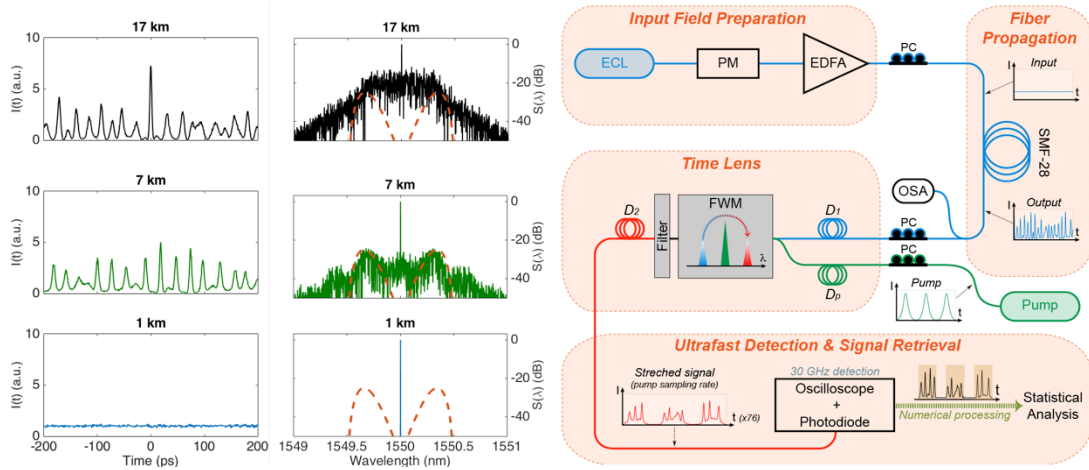 17 km
10
5
0
I(t) (a.u.)
7 km
10
5
0
I(t) (a.u.)
1 km
10
5
0
I(t) (a.u.)
-200 -100 0 100 200
Time (ps)
17 km
0
-20
-40
S(λ) (dB)
7 km
0
-20
-40
S(λ) (dB)
1 km
0
-20
-40
S(λ) (dB)
1549 1549.5 1550 1550.5 1551
Wavelength (nm)
Input Field Preparation
ECL
PM
EDFA
PC
Fiber
Propagation
I
Input
t
SMF-28
I
Output
t
Time Lens
D2
Filter
FWM
λ
D1
Dp
OSA
PC
PC
I
Pump
t
Pump
Ultrafast Detection & Signal Retrieval
Streched signal
(pump sampling rate)
I
t (x76)
30 GHz detection
Oscilloscope
+
Photodiode
I
t
Numerical processing
Statistical
Analysis